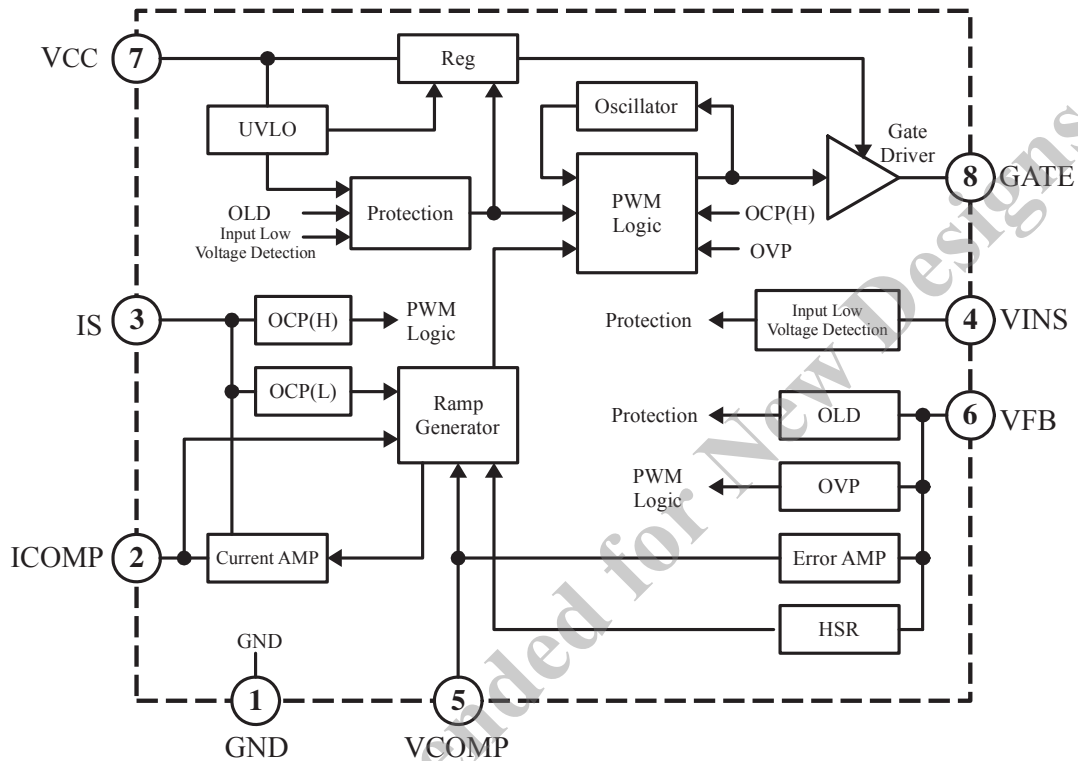 VCC
7
Reg
UVLO
Oscillator
Gate
Driver
8
GATE
OLD
Input Low
Voltage Detection
Protection
PWM
Logic
OCP(H)
OVP
IS
3
OCP(H)
PWM
Logic
Protection
Input Low
Voltage Detection
4
VINS
OCP(L)
Ramp
Generator
Protection
OLD
6
VFB
PWM
Logic
OVP
ICOMP
2
Current AMP
Error AMP
HSR
GND
1
GND
5
VCOMP
for New Designs